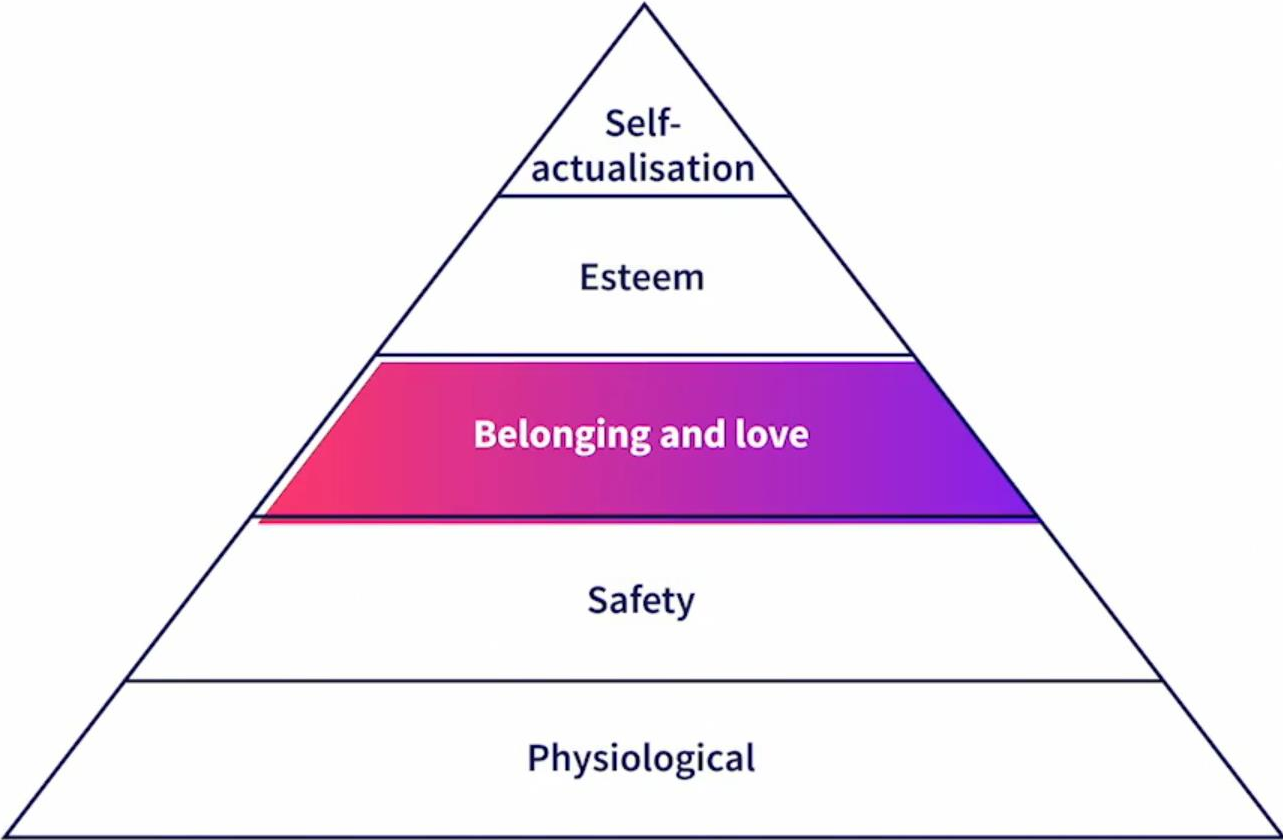 Self-
actualisation
Esteem
Belonging and love
Safety
Physiological